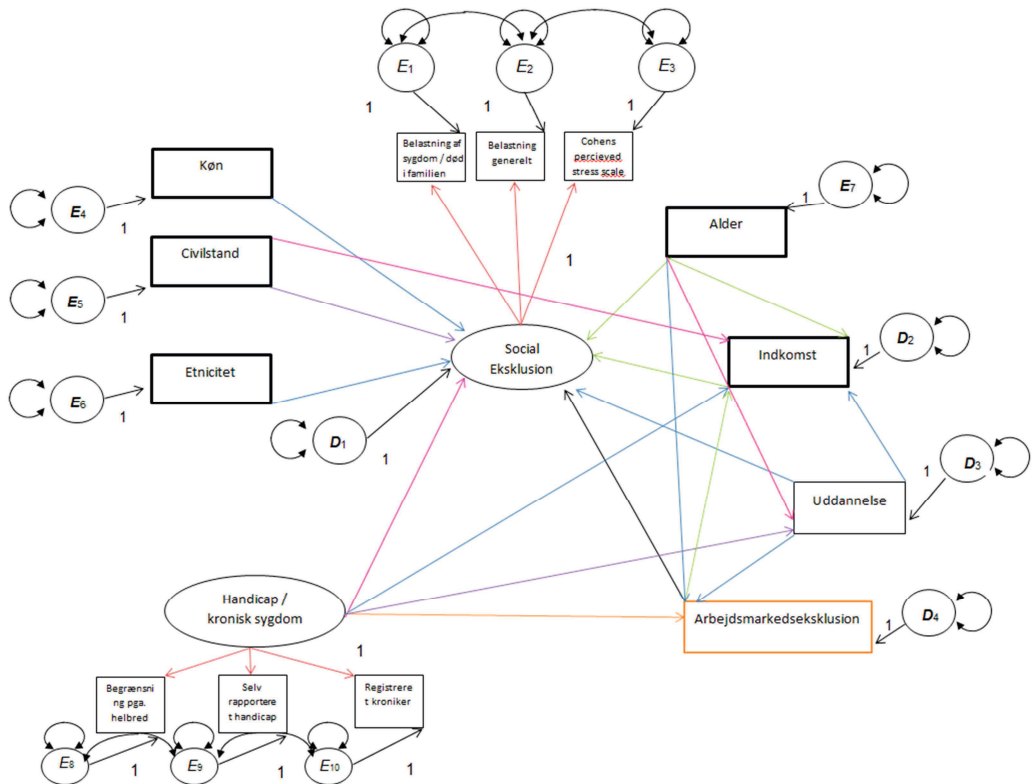 E1
E2
E3
1
1
1
Belastning af
sygdom / død
i familien
Belastning
generelt
Cohens
percieved
stress scale
Køn
E4
1
Civilstand
E5
1
Etnicitet
E6
1
Alder
1
E7
1
Social
Eksklusion
D1
1
Indkomst
1
D2
Uddannelse
1
D3
Arbejdsmarkedseksklusion
1
D4
Handicap /
kronisk sygdom
1
Begrænsni
ng pga.
helbred
Selv
rapportere
t handicap
Registrere
t kroniker
E8
1
E9
1
E10
1